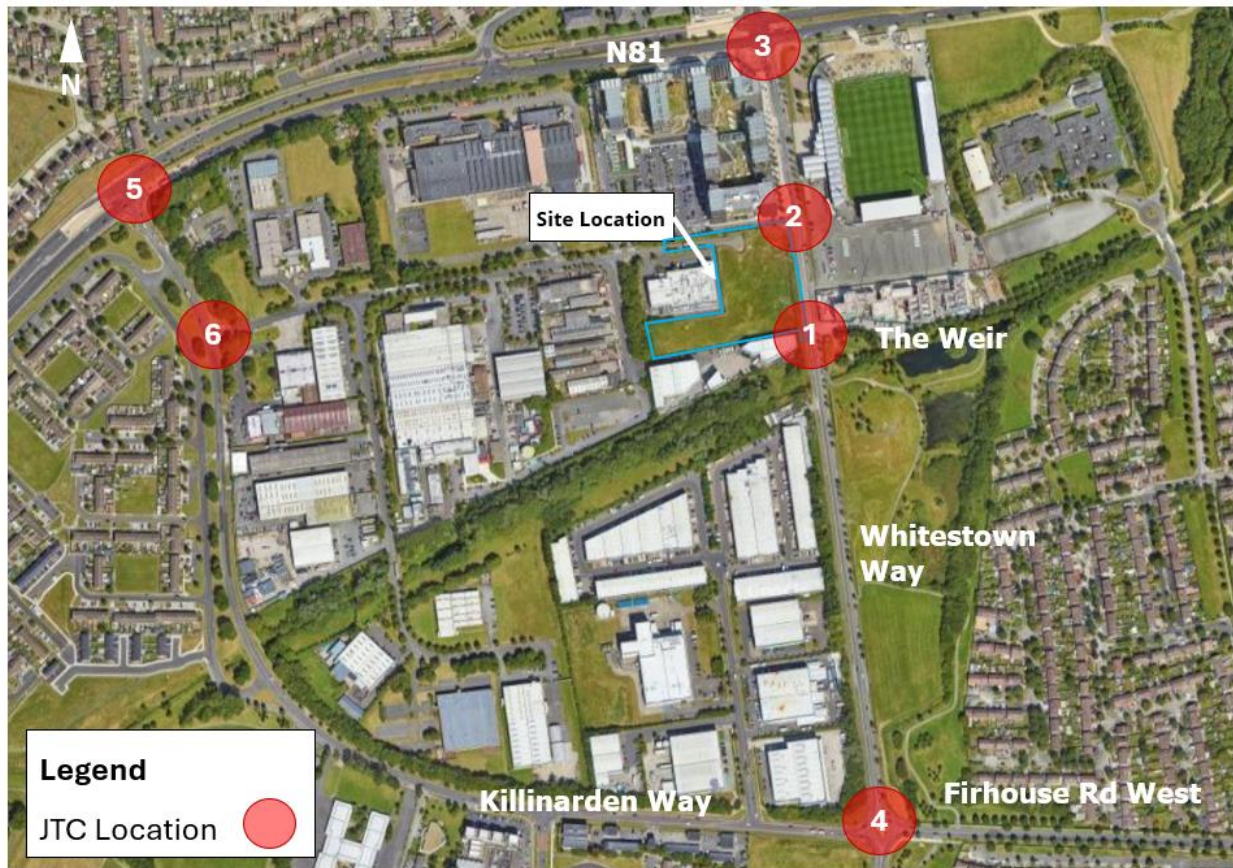 N
N81
3
5
Site Location
2
6
1
The Weir
Whitestown
Way
Legend
JTC Location
Killinarden Way
Firhouse Rd West
4